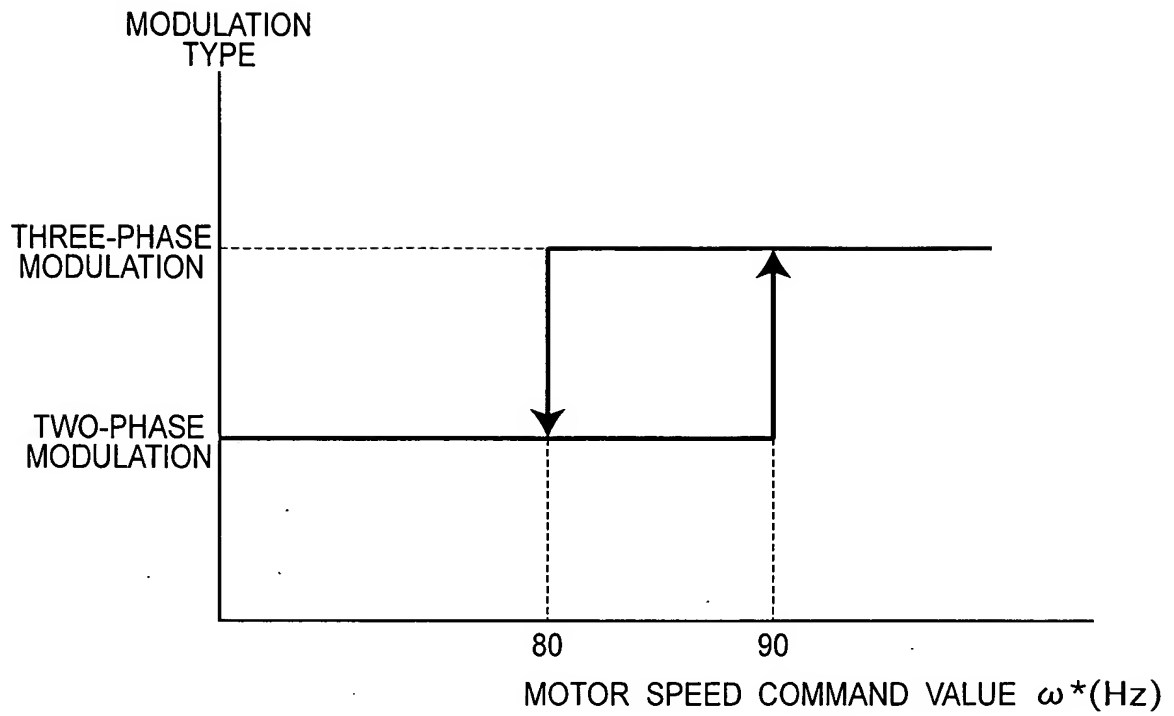 MODULATION
TYPE
THREE-PHASE
MODULATION
TWO-PHASE
MODULATION
80
90
MOTOR SPEED COMMAND VALUE ω*(Hz)